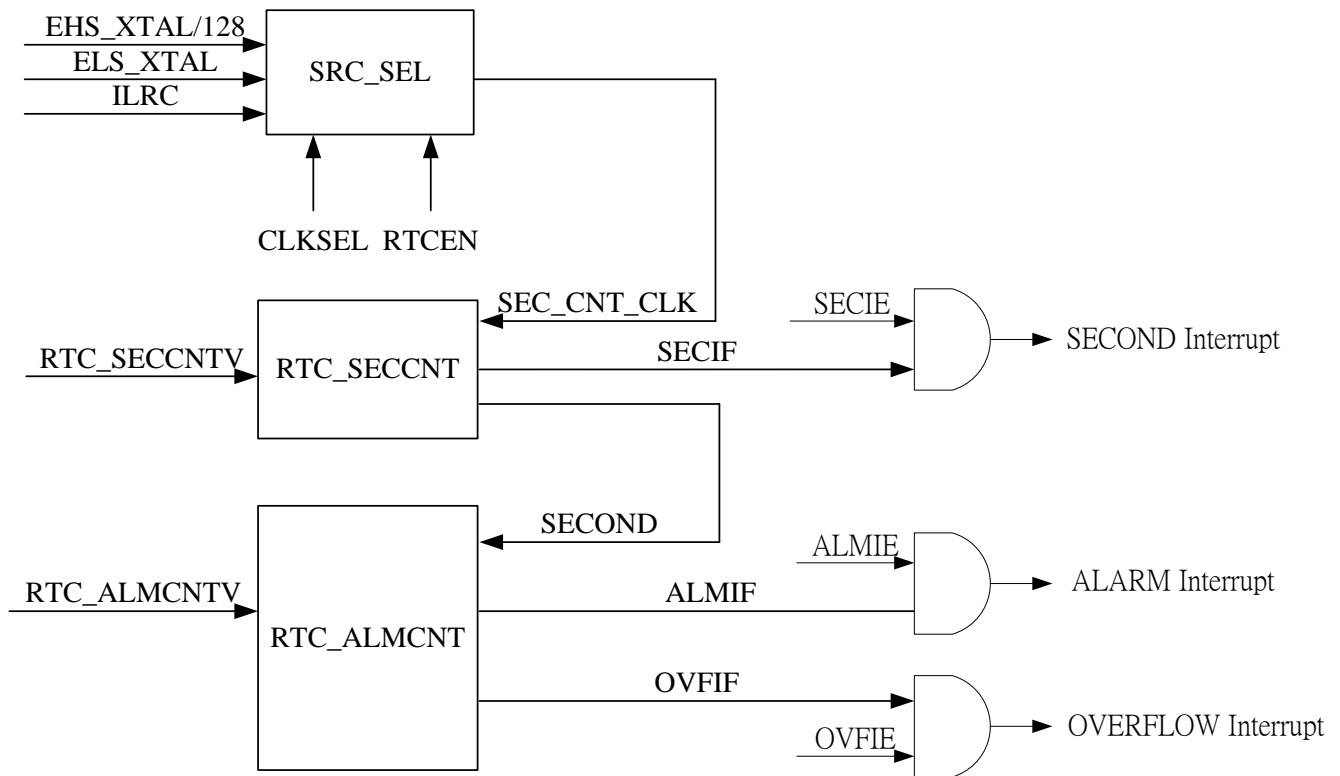 EHS_XTAL/128
ELS_XTAL
ILRC
SRC_SEL
CLKSEL RTCEN
SEC_CNT_CLK
RTC_SECCNTV
RTC_SECCNT
SECIF
SECIE
SECOND Interrupt
SECOND
RTC_ALMCNTV
RTC_ALMCNT
ALMIF
ALMIE
ALARM Interrupt
OVFIF
OVFIE
OVERFLOW Interrupt